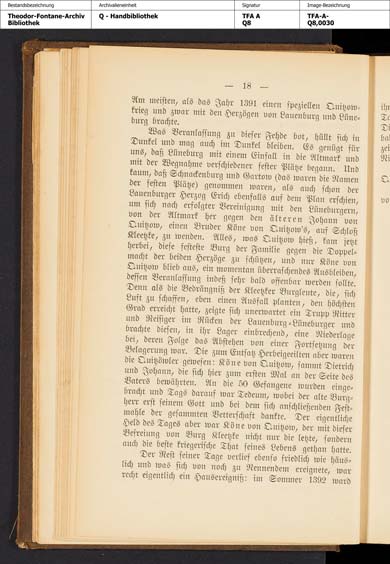 Bestandsbezeichnung
Archivalieneinheit
Signatur
Image-Bezeichnung
Theodor-Fontane-Archiv
Bibliothek
Q - Handbibliothek
TFA A
Q8
TFA-A-
Q8,0030
— 18 —
Am meisten, als das Jahr 1391 einen speziellen Quitzow-
krieg und zwar mit den Herzögen von Lauenburg und Lüne-
burg brachte.
Was Veranlassung zu dieser Fehde bot, hüllt sich in
Dunkel und mag auch im Dunkel bleiben. Es genügt für
uns, daß Lüneburg mit einem Einfall in die Altmark und
mit der Wegnahme verschiedener fester Plätze begann. Und
kaum, daß Schnackenburg und Gartow (das waren die Namen
der festen Plätze) genommen waren, als auch schon der
Lauenburger Herzog Erich ebenfalls auf dem Plan erschien,
um sich nach erfolgter Vereinigung mit den Lüneburgern,
von der Altmark her gegen den älteren Johann von
Quitzow, einen Bruder Köne von Quitzow's, auf Schloß
Kletzke, zu wenden. Alles, was Quitzow hieß, kam jetzt
herbei, diese festeste Burg der Familie gegen die Doppel-
macht der beiden Herzöge zu schützen, und nur Köne von
Quitzow blieb aus, ein momentan überraschendes Ausbleiben,
dessen Veranlassung indeß sehr bald offenbar werden sollte.
Denn als die Bedrängniß der Kletzker Burgleute, die, sich
Luft zu schaffen, eben einen Ausfall planten, den höchsten
Grad erreicht hatte, zeigte sich unerwartet ein Trupp Ritter
und Reisiger im Rücken der Lauenburg-Lüneburger und
brachte diesen, in ihr Lager einbrechend, eine Niederlage
bei, deren Folge das Abstehen von einer Fortsetzung der
Belagerung war. Die zum Entsatz Herbeigeeilten aber waren
die Quitzöwler gewesen: Köne von Quitzow, sammt Dietrich
und Johann, die sich hier zum ersten Mal an der Seite des
Vaters bewährten. An die 50 Gefangene wurden einge-
bracht und Tags darauf war Tedeum, wobei der alte Burg-
herr erst seinem Gott und bei dem sich anschließenden Fest-
mahle der gesammten Vetterschaft dankte. Der eigentliche
Held des Tages aber war Köne von Quitzow, der mit dieser
Befreiung von Burg Kletzke nicht nur die letzte, sondern
auch die beste kriegerische That seines Lebens gethan hatte.
Der Rest seiner Tage verlief ebenso friedlich wie häus-
lich und was sich von noch zu Nennendem ereignete, war
recht eigentlich ein Hausereigniß: im Sommer 1392 ward